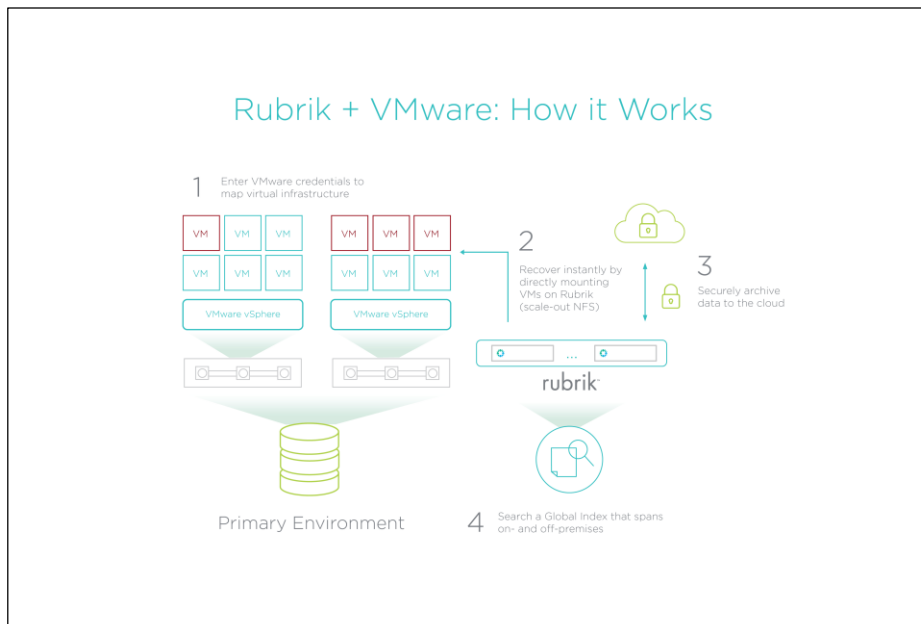 Rubrik + VMware: How it Works
1 Enter VMware credentials to
map virtual infrastructure
VM VM VM VM VM VM
VM VM VM VM VM VM
VMware vSphere VMware vSphere
2
Recover instantly by
directly mounting
VMs on Rubrik
(scale-out NFS)
3
Securely archive
data to the cloud
...
rubrik
Primary Environment
4 Search a Global Index that spans
on- and off-premises